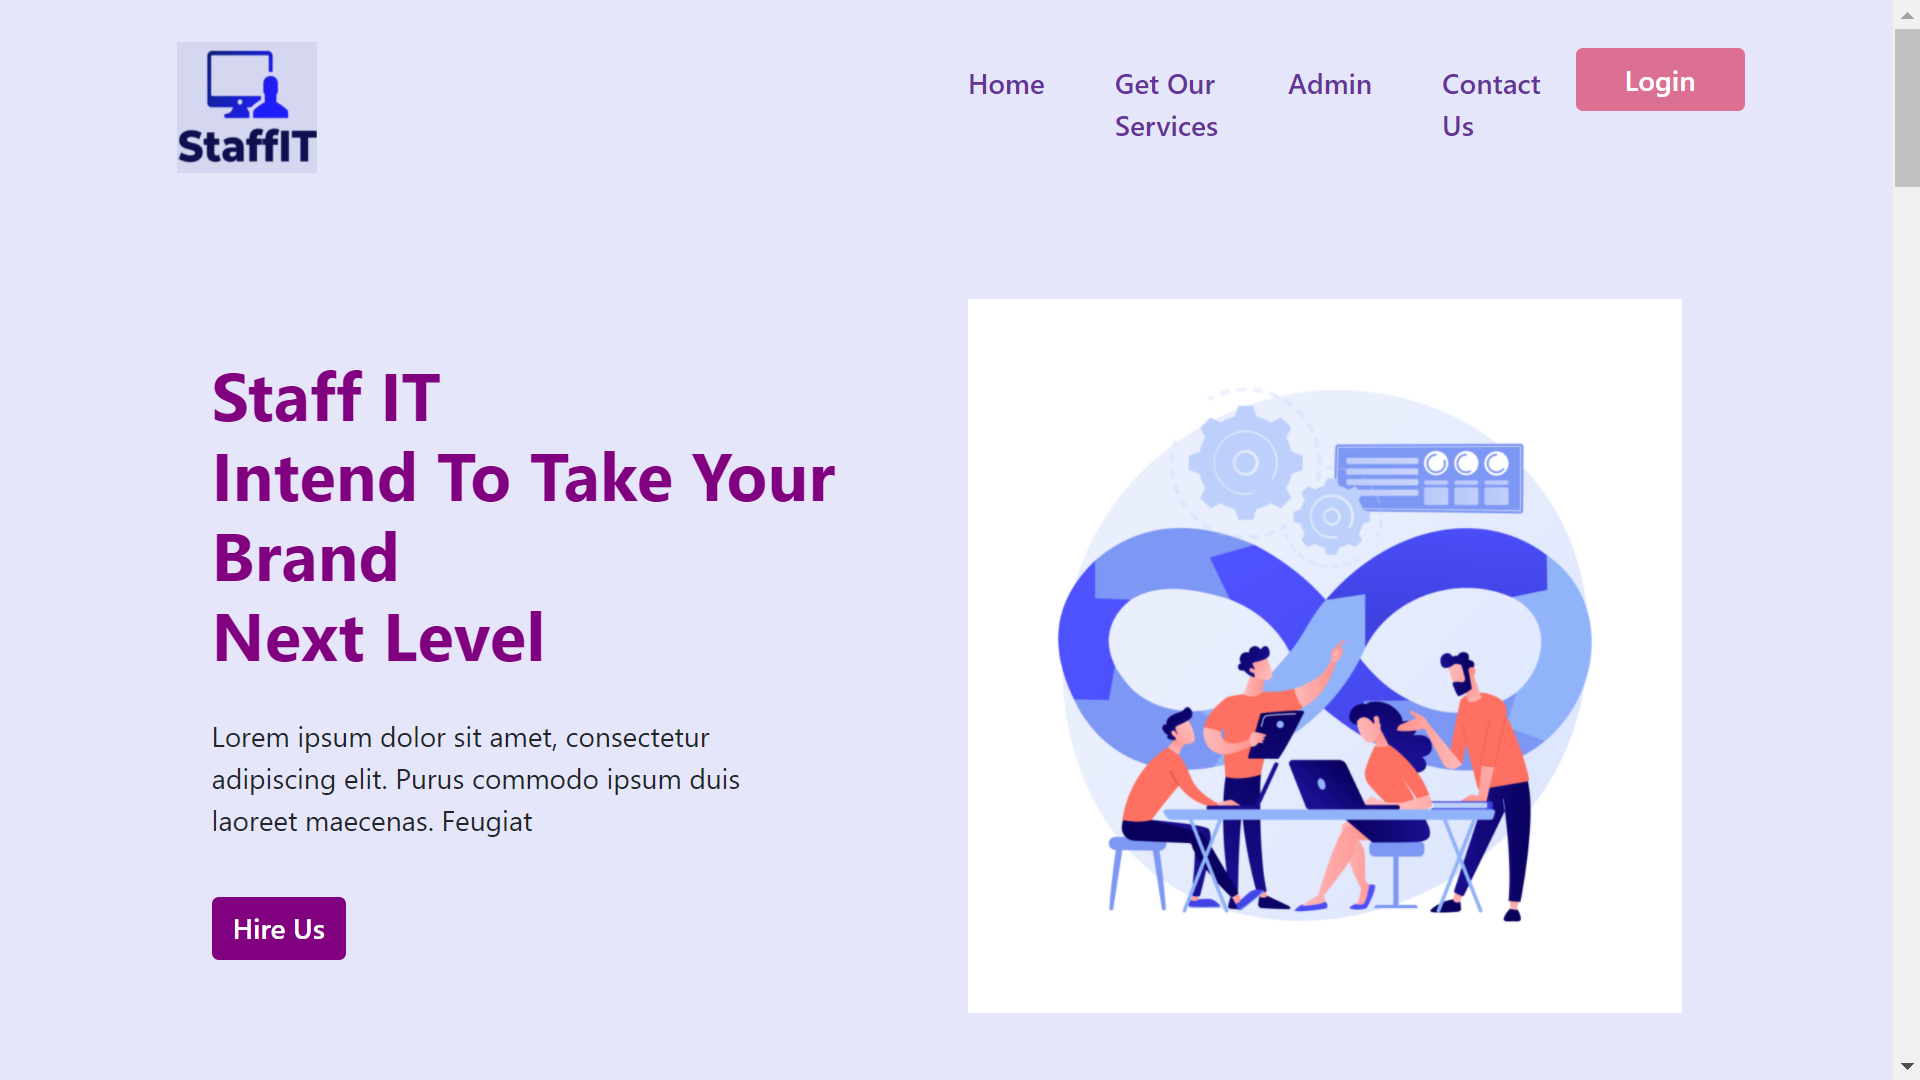 StaffIT
Home
Get Our
Services
Admin
Contact
Us
Login
Staff IT
Intend To Take Your
Brand
Next Level
Lorem ipsum dolor sit amet, consectetur
adipiscing elit. Purus commodo ipsum duis
laoreet maecenas. Feugiat
Hire Us